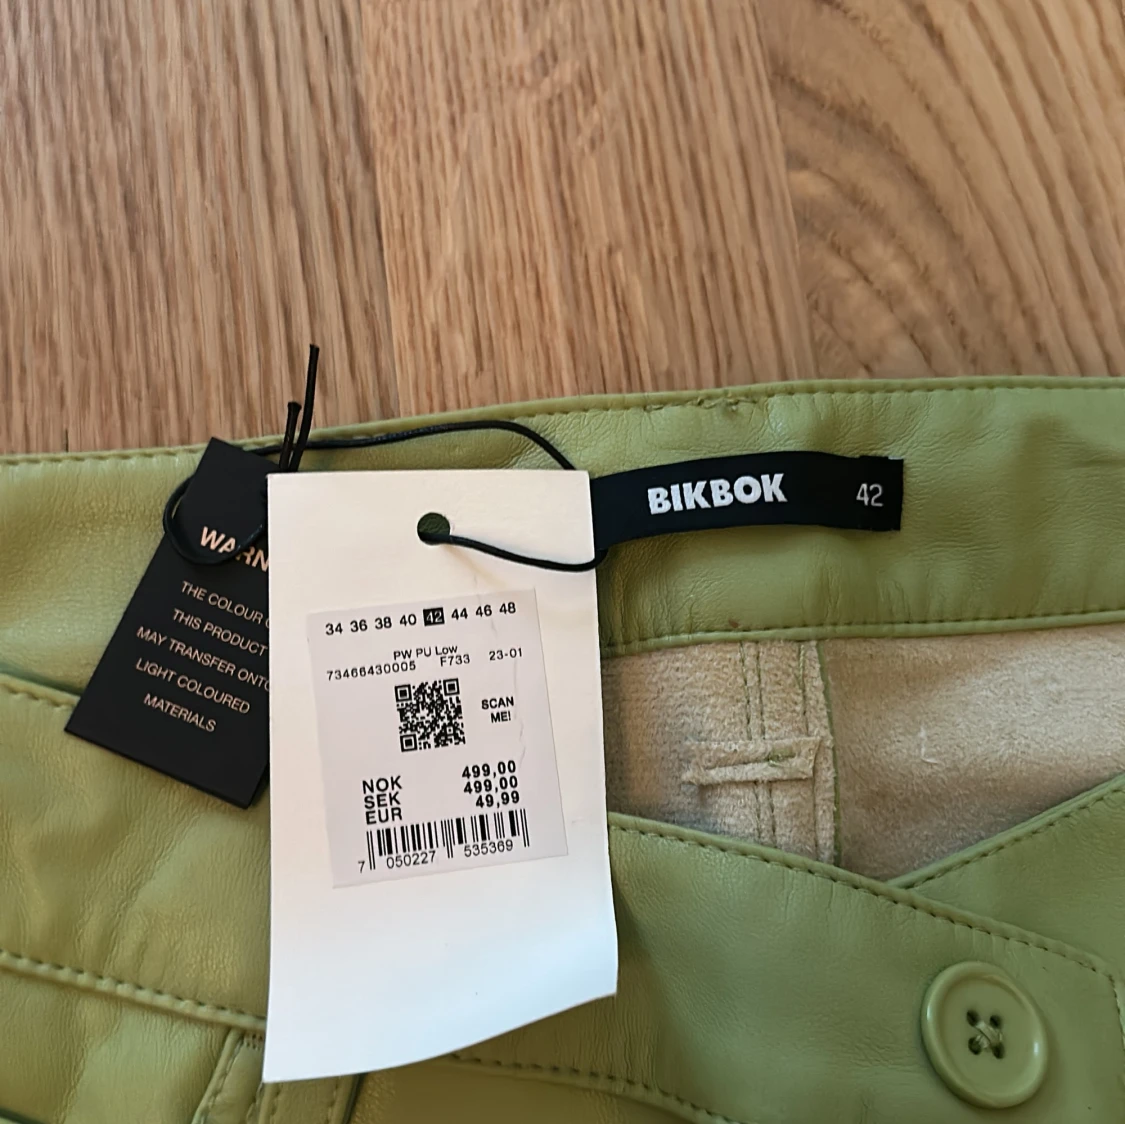 BIKBOK 42
WARN
THE COLOUR
THIS PRODUCT
MAY TRANSFER ONTO
LIGHT COLOURED
MATERIALS
34 36 38 40 42 44 46 48
PW PU Low
73466430005 F733 23-01
SCAN
ME!
NOK 499,00
SEK 499,00
EUR 49,99
7 050227 535369